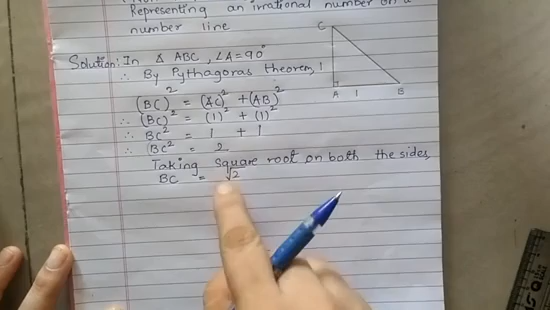 Representing an irrational number on a
number line
Solution: In Δ ABC, ∠A=90°
∴ By Pythagoras theorem,
(BC)² = (AC)² + (AB)²
∴ (BC)² = (1)² + (1)²
∴ BC² = 1 + 1
∴ BC² = 2
Taking square root on both the sides,
BC = √2
C
1
A 1 B